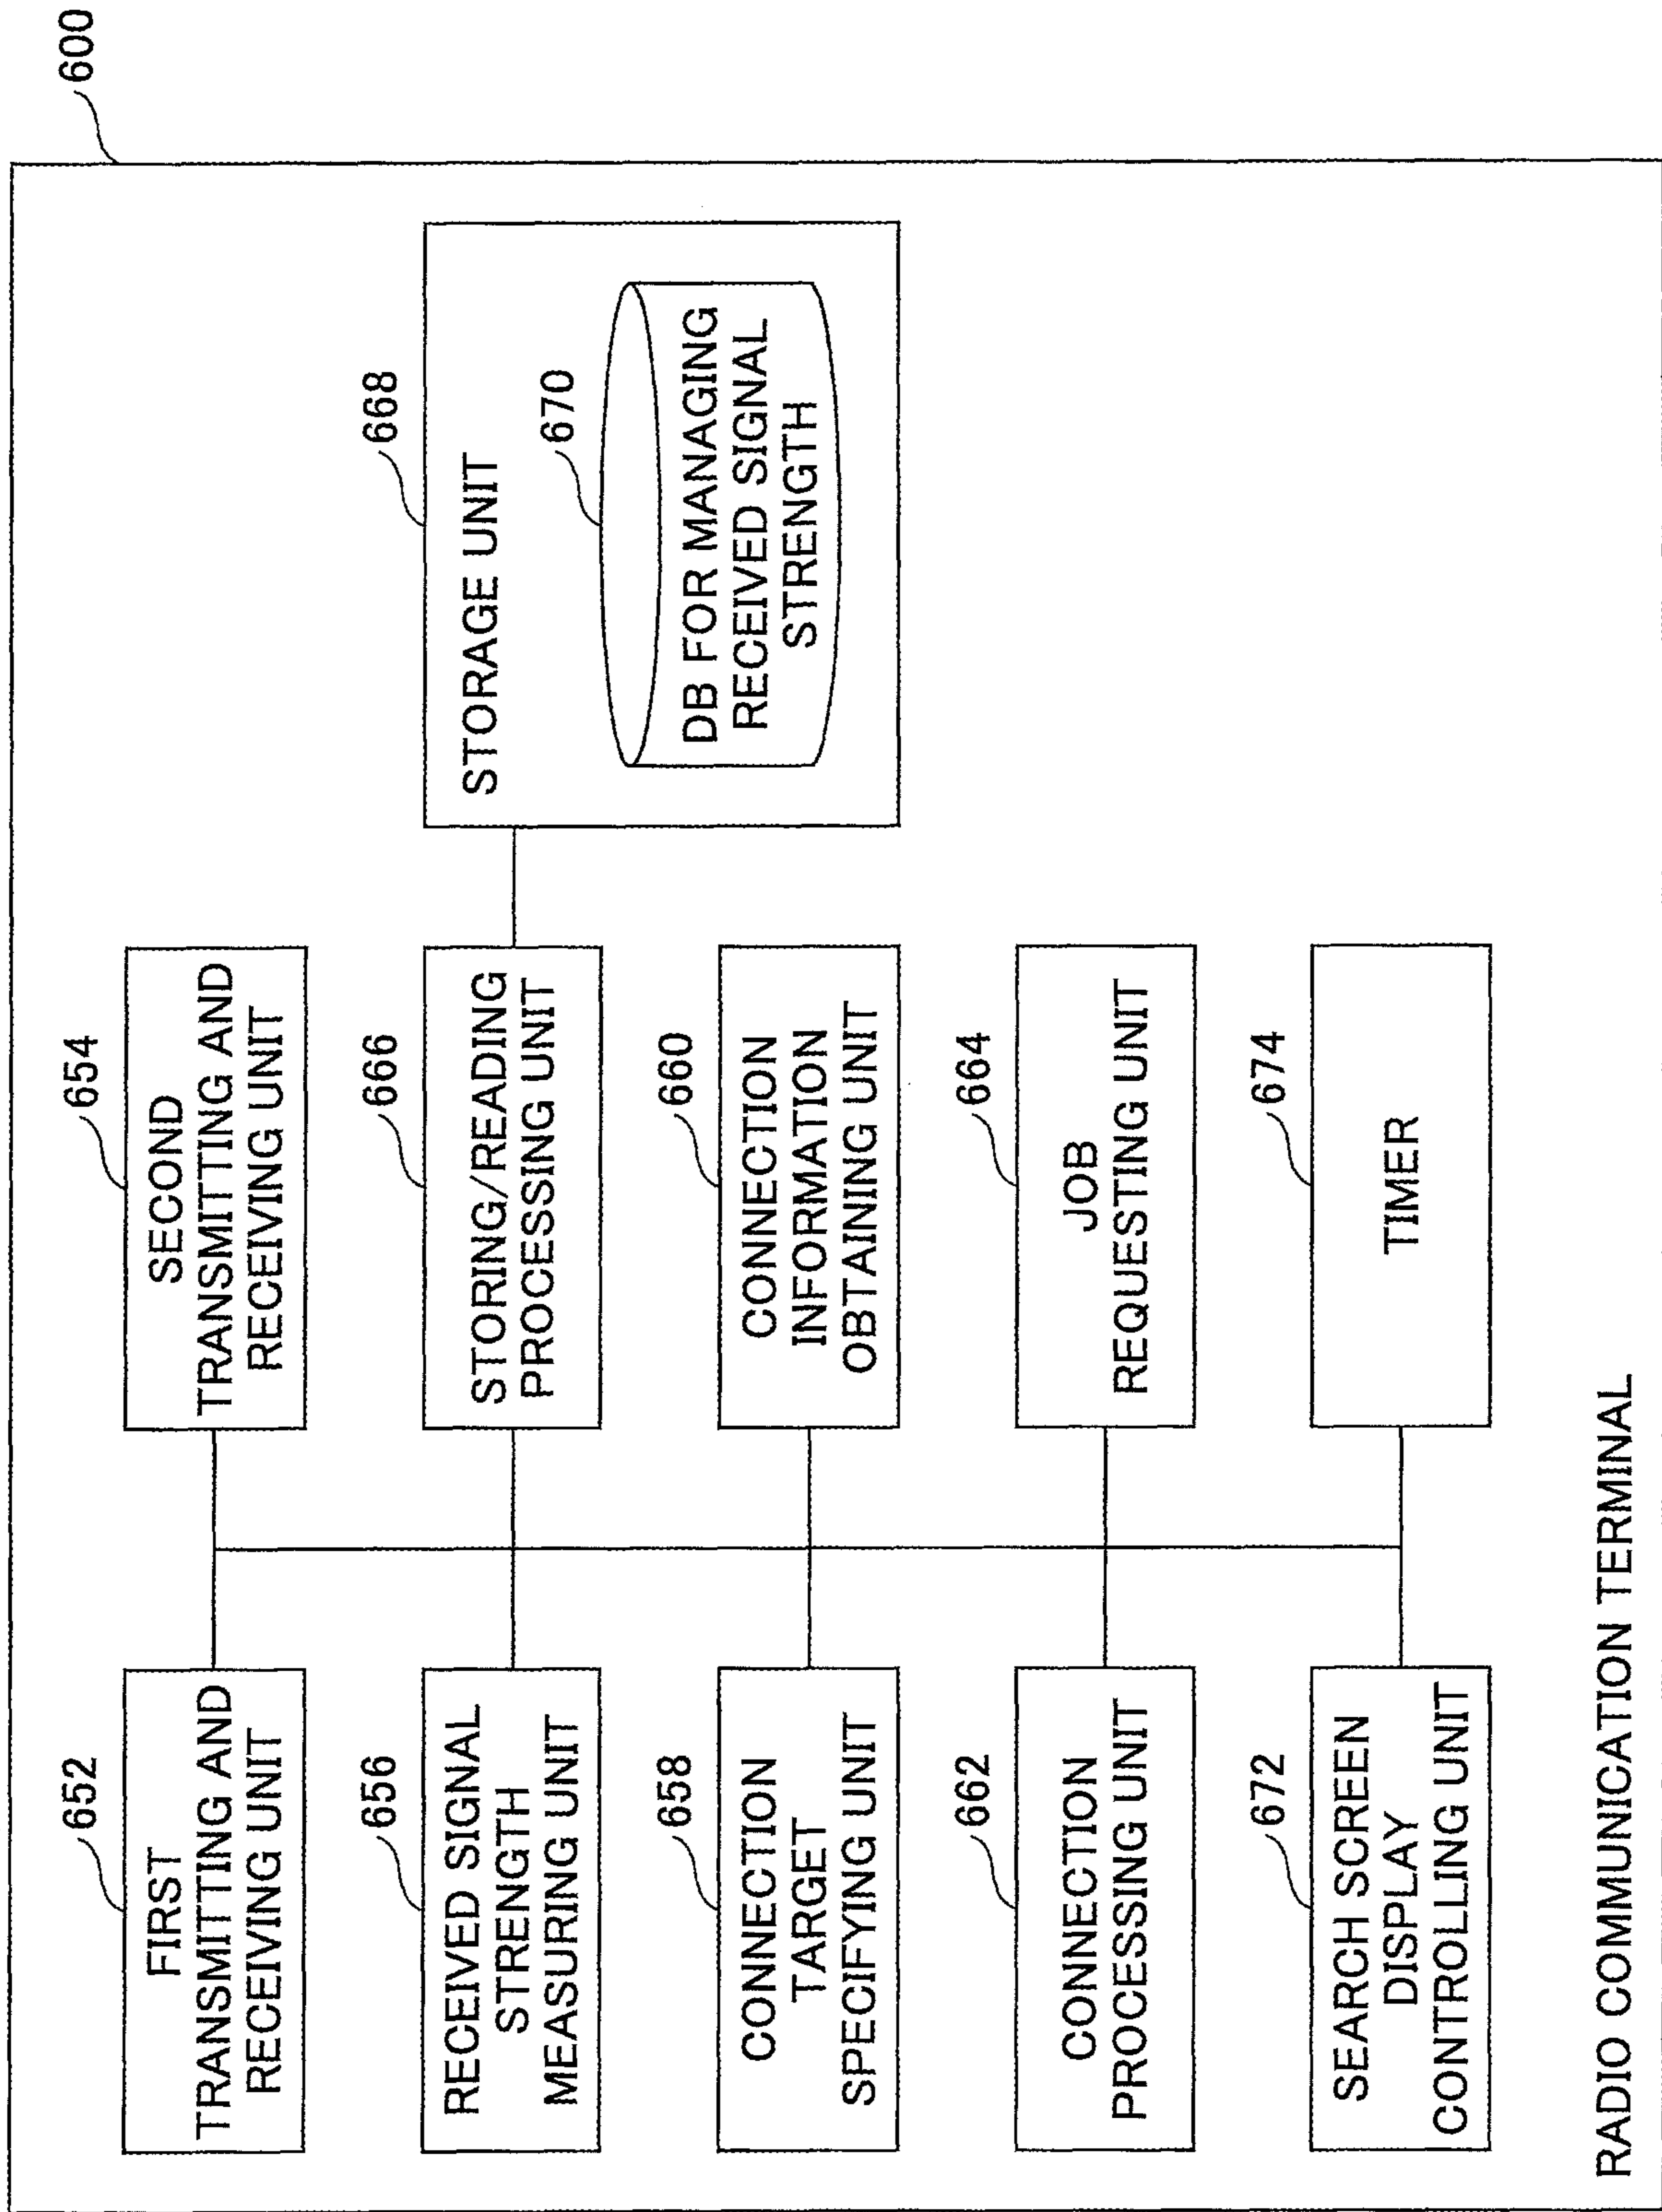 600
652
FIRST
TRANSMITTING AND
RECEIVING UNIT
654
SECOND
TRANSMITTING AND
RECEIVING UNIT
656
RECEIVED SIGNAL
STRENGTH
MEASURING UNIT
666
STORING/READING
PROCESSING UNIT
668
STORAGE UNIT
670
DB FOR MANAGING
RECEIVED SIGNAL
STRENGTH
658
CONNECTION
TARGET
SPECIFYING UNIT
660
CONNECTION
INFORMATION
OBTAINING UNIT
662
CONNECTION
PROCESSING UNIT
664
JOB
REQUESTING UNIT
672
SEARCH SCREEN
DISPLAY
CONTROLLING UNIT
674
TIMER
RADIO COMMUNICATION TERMINAL